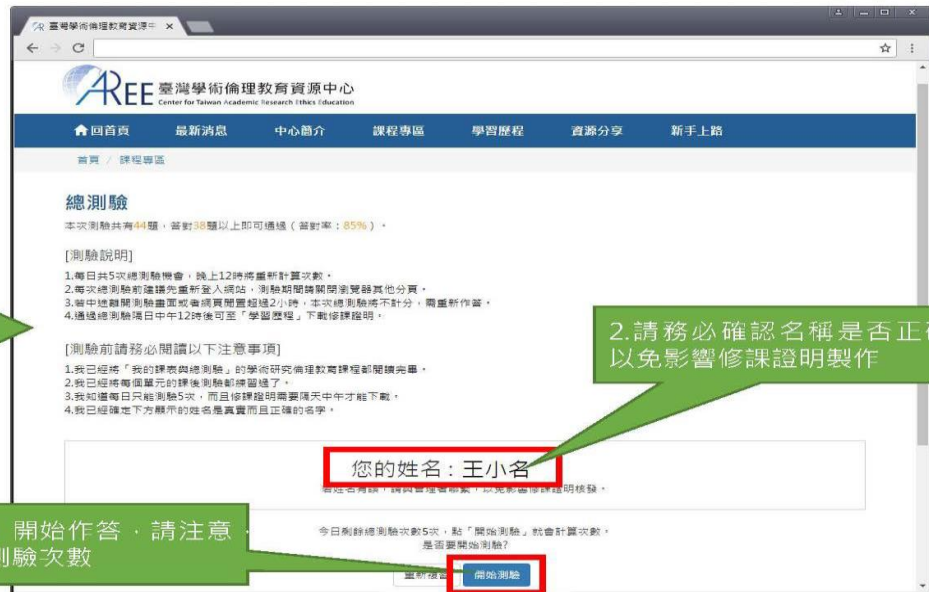 臺灣學術倫理教育資源中
AREE 臺灣學術倫理教育資源中心
Center for Taiwan Academic Research Ethics Education
回首頁 最新消息 中心簡介 課程專區 學習歷程 資源分享 新手上路
首頁 / 課程專區
總測驗
本次測驗共有44題，答對38題以上即可通過（答對率：85%）。
[測驗說明]
1.每日共5次總測驗機會，晚上12時將重新計算次數。
2.每次總測驗前建議先重新登入網站，測驗期間請關閉瀏覽器其他分頁。
3.若中途離開測驗畫面或者網頁閒置超過2小時，本次總測驗將不計分，需重新作答。
4.通過總測驗隔日中午12時後可至「學習歷程」下載修課證明。
[測驗前請務必閱讀以下注意事項]
1.我已經將「我的課表與總測驗」的學術研究倫理教育課程都閱讀完畢。
2.我已經將每個單元的課後測驗都練習過了。
3.我知道每日只能測驗5次，而且修課證明需要隔天中午才能下載。
4.我已經確定下方顯示的姓名是真實而且正確的名字。
2.請務必確認名稱是否正確
以免影響修課證明製作
您的姓名：王小名
若姓名有誤，請與管理者聯繫，以免影響修課證明核發。
開始作答，請注意，
測驗次數
今日剩餘總測驗次數5次，點「開始測驗」就會計算次數。
是否要開始測驗？
重新複習 開始測驗